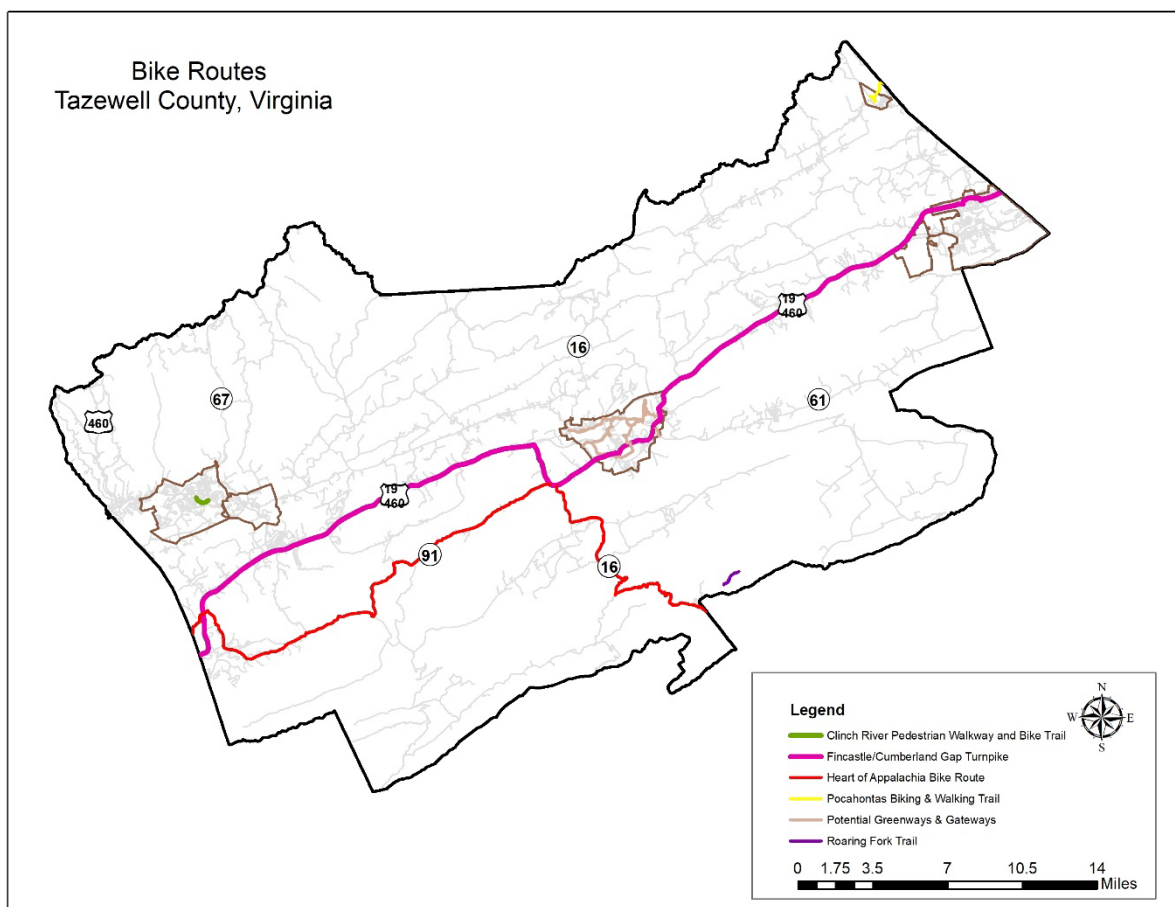 Bike Routes
Tazewell County, Virginia
19
460
16
67
61
460
19
460
91
16
Legend
N
W E
S
Clinch River Pedestrian Walkway and Bike Trail
Fincastle/Cumberland Gap Turnpike
Heart of Appalachia Bike Route
Pocahontas Biking & Walking Trail
Potential Greenways & Gateways
Roaring Fork Trail
0 1.75 3.5 7 10.5 14
Miles